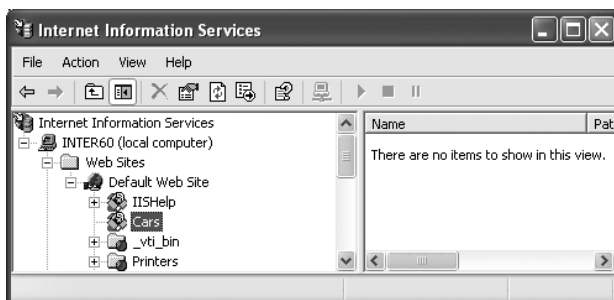 Internet Information Services
File Action View Help
Internet Information Services
INTER60 (local computer)
Web Sites
Default Web Site
IISHelp
Cars
_vti_bin
Printers
Name Pat
There are no items to show in this view.